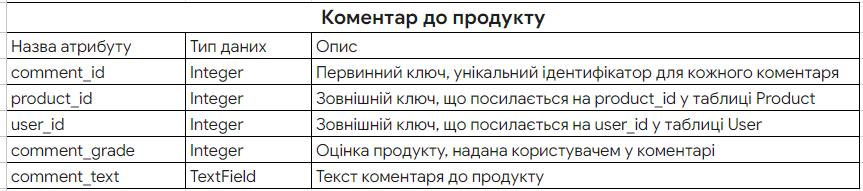 Коментар до продукту
Назва атрибуту Тип даних Опис
comment_id Integer Первинний ключ, унікальний ідентифікатор для кожного коментаря
product_id Integer Зовнішній ключ, що посилається на product_id у таблиці Product
user_id Integer Зовнішній ключ, що посилається на user_id у таблиці User
comment_grade Integer Оцінка продукту, надана користувачем у коментарі
comment_text TextField Текст коментаря до продукту